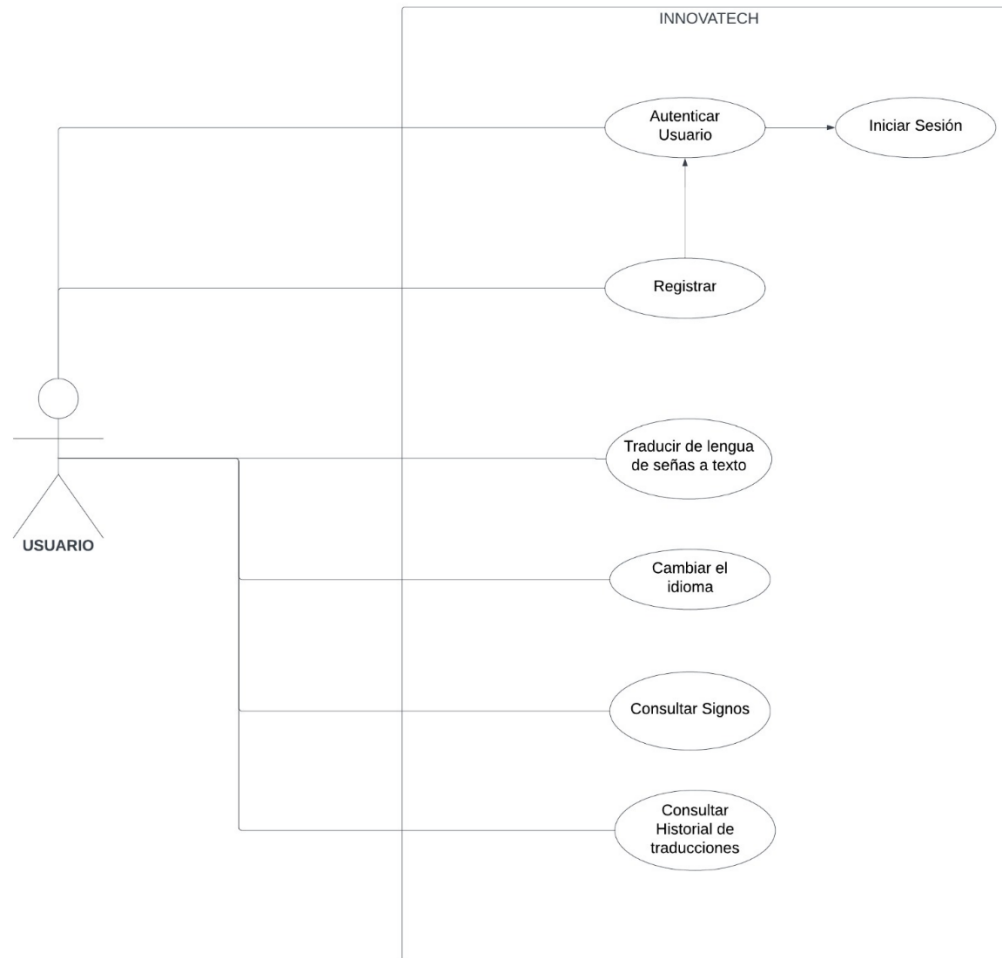 INNOVATECH
Autenticar
Usuario
Iniciar Sesión
Registrar
Traducir de lengua
de señas a texto
USUARIO
Cambiar el
idioma
Consultar Signos
Consultar
Historial de
traducciones